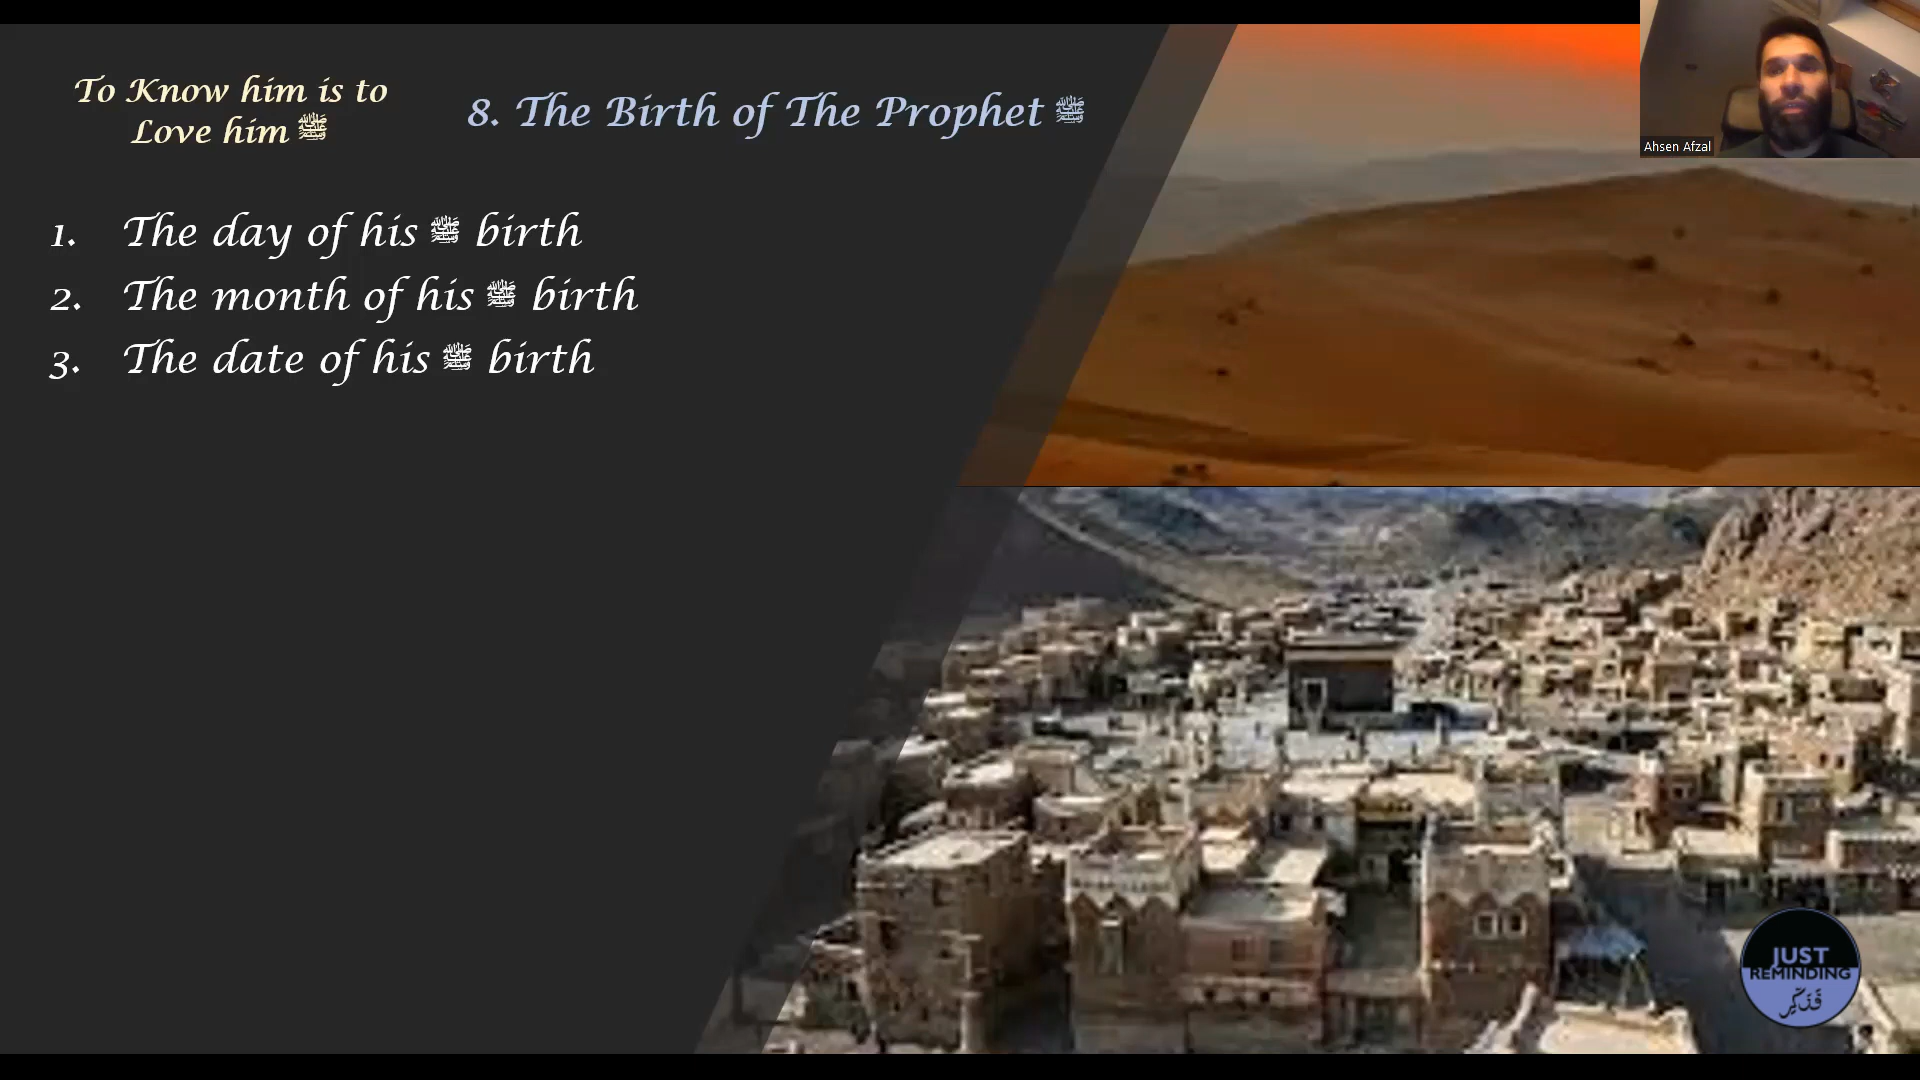 To Know him is to
Love him ﷺ
8. The Birth of The Prophet ﷺ
1. The day of his ﷺ birth
2. The month of his ﷺ birth
3. The date of his ﷺ birth
Ahsen Afzal
JUST
REMINDING
فَذَكِّرْ